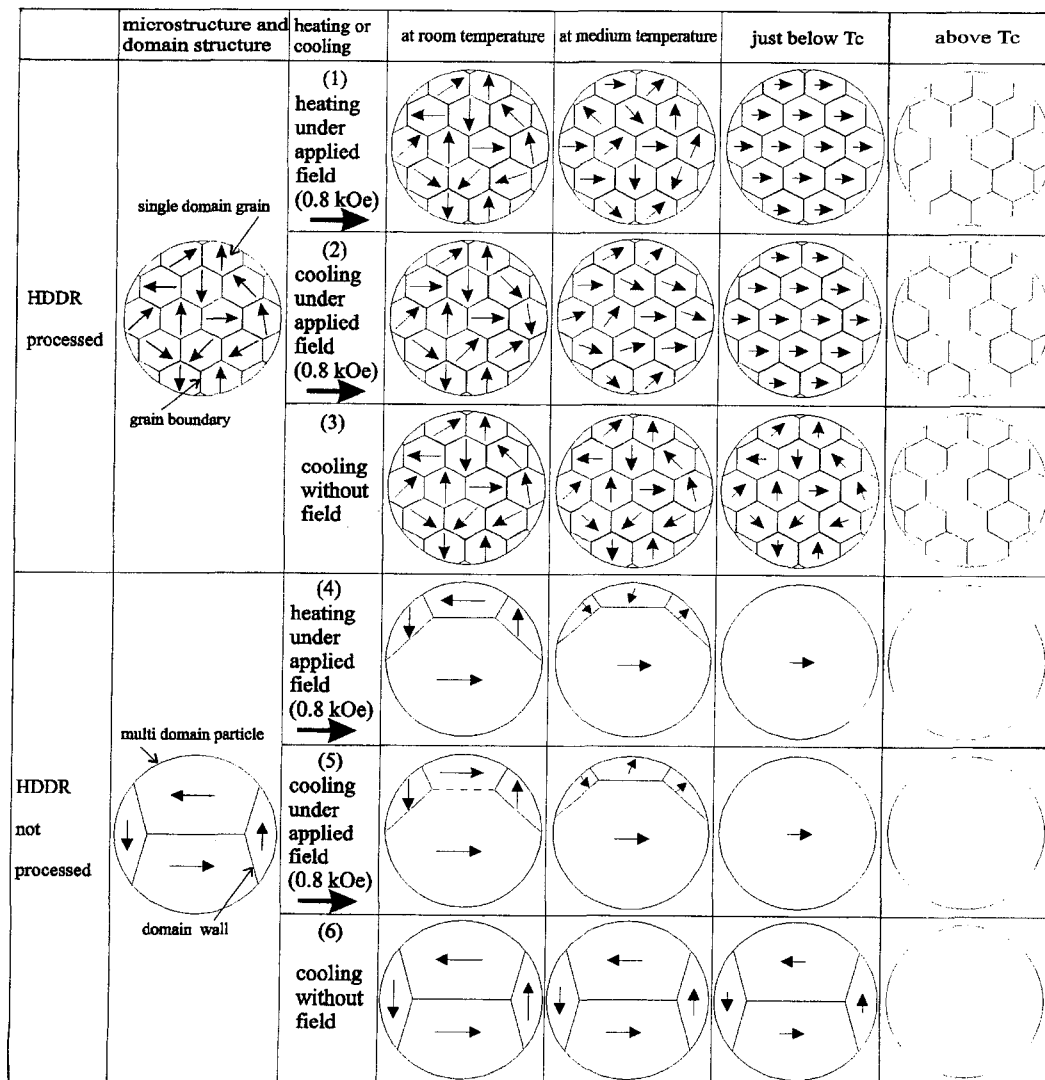 microstructure and
domain structure
heating or
cooling
at room temperature
at medium temperature
just below Tc
above Tc
HDDR
processed
single domain grain
grain boundary
(1)
heating
under
applied
field
(0.8 kOe)
(2)
cooling
under
applied
field
(0.8 kOe)
(3)
cooling
without
field
HDDR
not
processed
multi domain particle
domain wall
(4)
heating
under
applied
field
(0.8 kOe)
(5)
cooling
under
applied
field
(0.8 kOe)
(6)
cooling
without
field